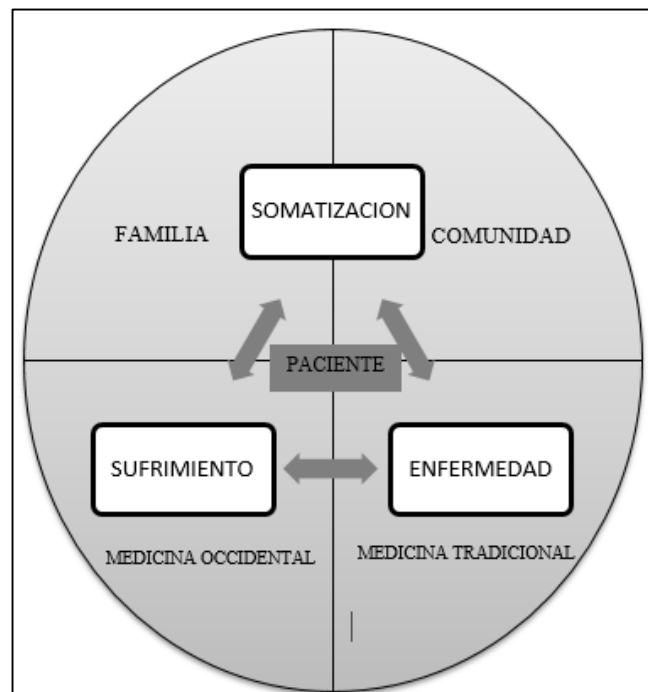 SOMATIZACION
FAMILIA
COMUNIDAD
PACIENTE
SUFRIMIENTO
ENFERMEDAD
MEDICINA OCCIDENTAL
MEDICINA TRADICIONAL